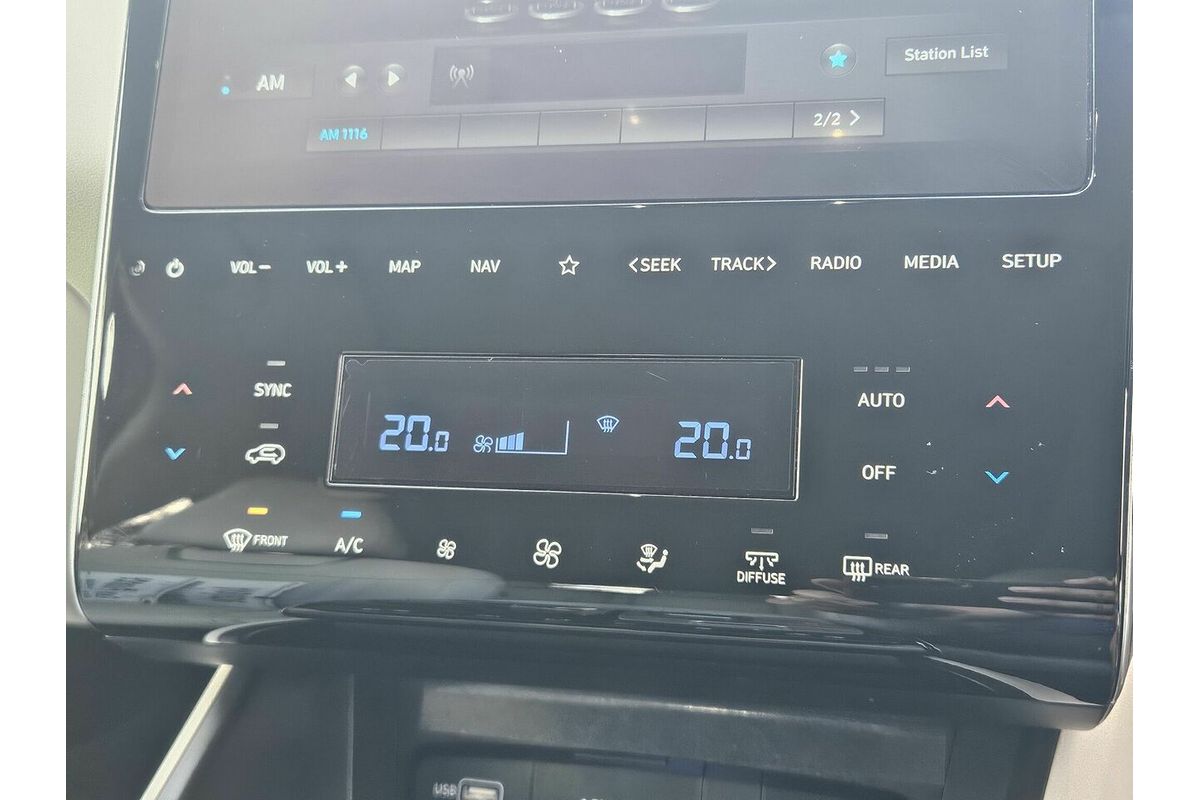 AM
Station List
AM 1116
2/2 >
VOL− VOL+ MAP NAV <SEEK TRACK> RADIO MEDIA SETUP
SYNC
AUTO
20.0 20.0
OFF
FRONT A/C
DIFFUSE
REAR
USB